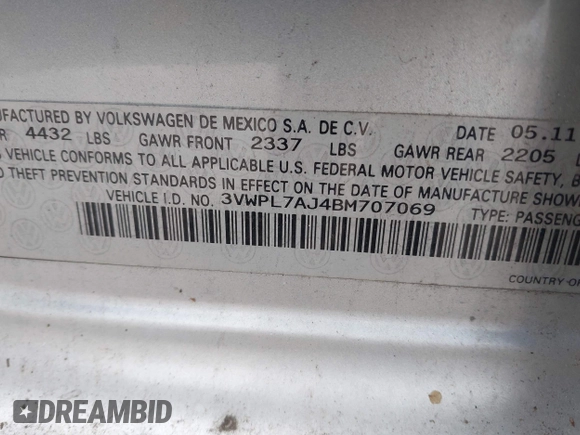 UFACTURED BY VOLKSWAGEN DE MEXICO S.A. DE C.V. DATE 05.11
R 4432 LBS GAWR FRONT 2337 LBS GAWR REAR 2205
VEHICLE CONFORMS TO ALL APPLICABLE U.S. FEDERAL MOTOR VEHICLE SAFETY, B
D THEFT PREVENTION STANDARDS IN EFFECT ON THE DATE OF MANUFACTURE SHOW
VEHICLE I.D. NO. 3VWPL7AJ4BM707069 TYPE: PASSENG
COUNTRY OF
DREAMBID